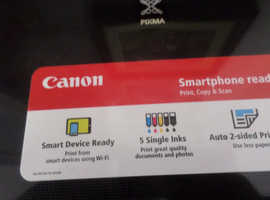 PIXMA
Canon
Smartphone read
Print, Copy & Scan
Smart Device Ready
Print from
smart devices using Wi-Fi
5 Single Inks
Print great quality
documents and photos
Auto 2-sided Pri
Use less paper